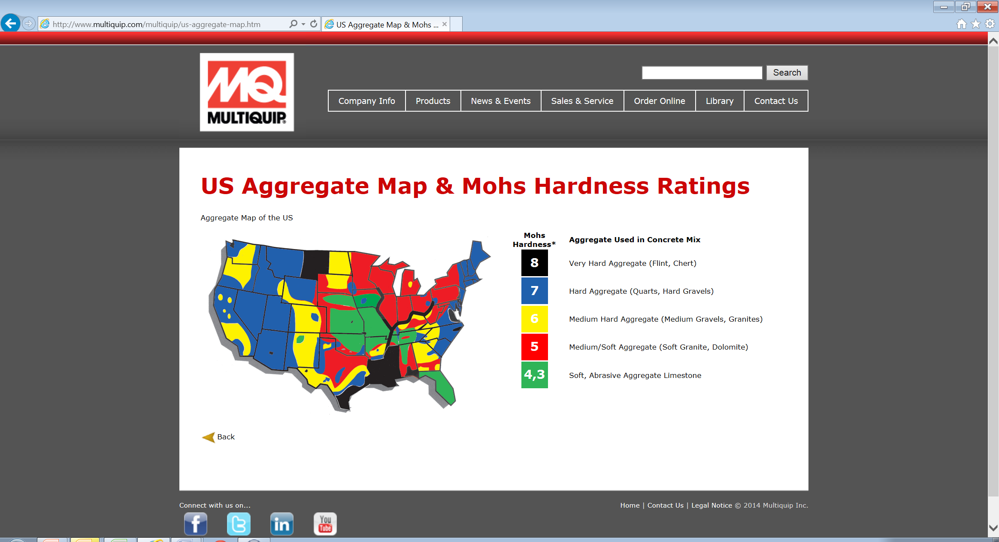 http://www.multiquip.com/multiquip/us-aggregate-map.htm
US Aggregate Map & Mohs ...
MQ
MULTIQUIP®
Search
Company Info
Products
News & Events
Sales & Service
Order Online
Library
Contact Us
US Aggregate Map & Mohs Hardness Ratings
Aggregate Map of the US
Mohs
Hardness*
Aggregate Used in Concrete Mix
8
Very Hard Aggregate (Flint, Chert)
7
Hard Aggregate (Quarts, Hard Gravels)
6
Medium Hard Aggregate (Medium Gravels, Granites)
5
Medium/Soft Aggregate (Soft Granite, Dolomite)
4,3
Soft, Abrasive Aggregate Limestone
Back
Connect with us on...
Home | Contact Us | Legal Notice © 2014 Multiquip Inc.
f
t
in
You
Tube